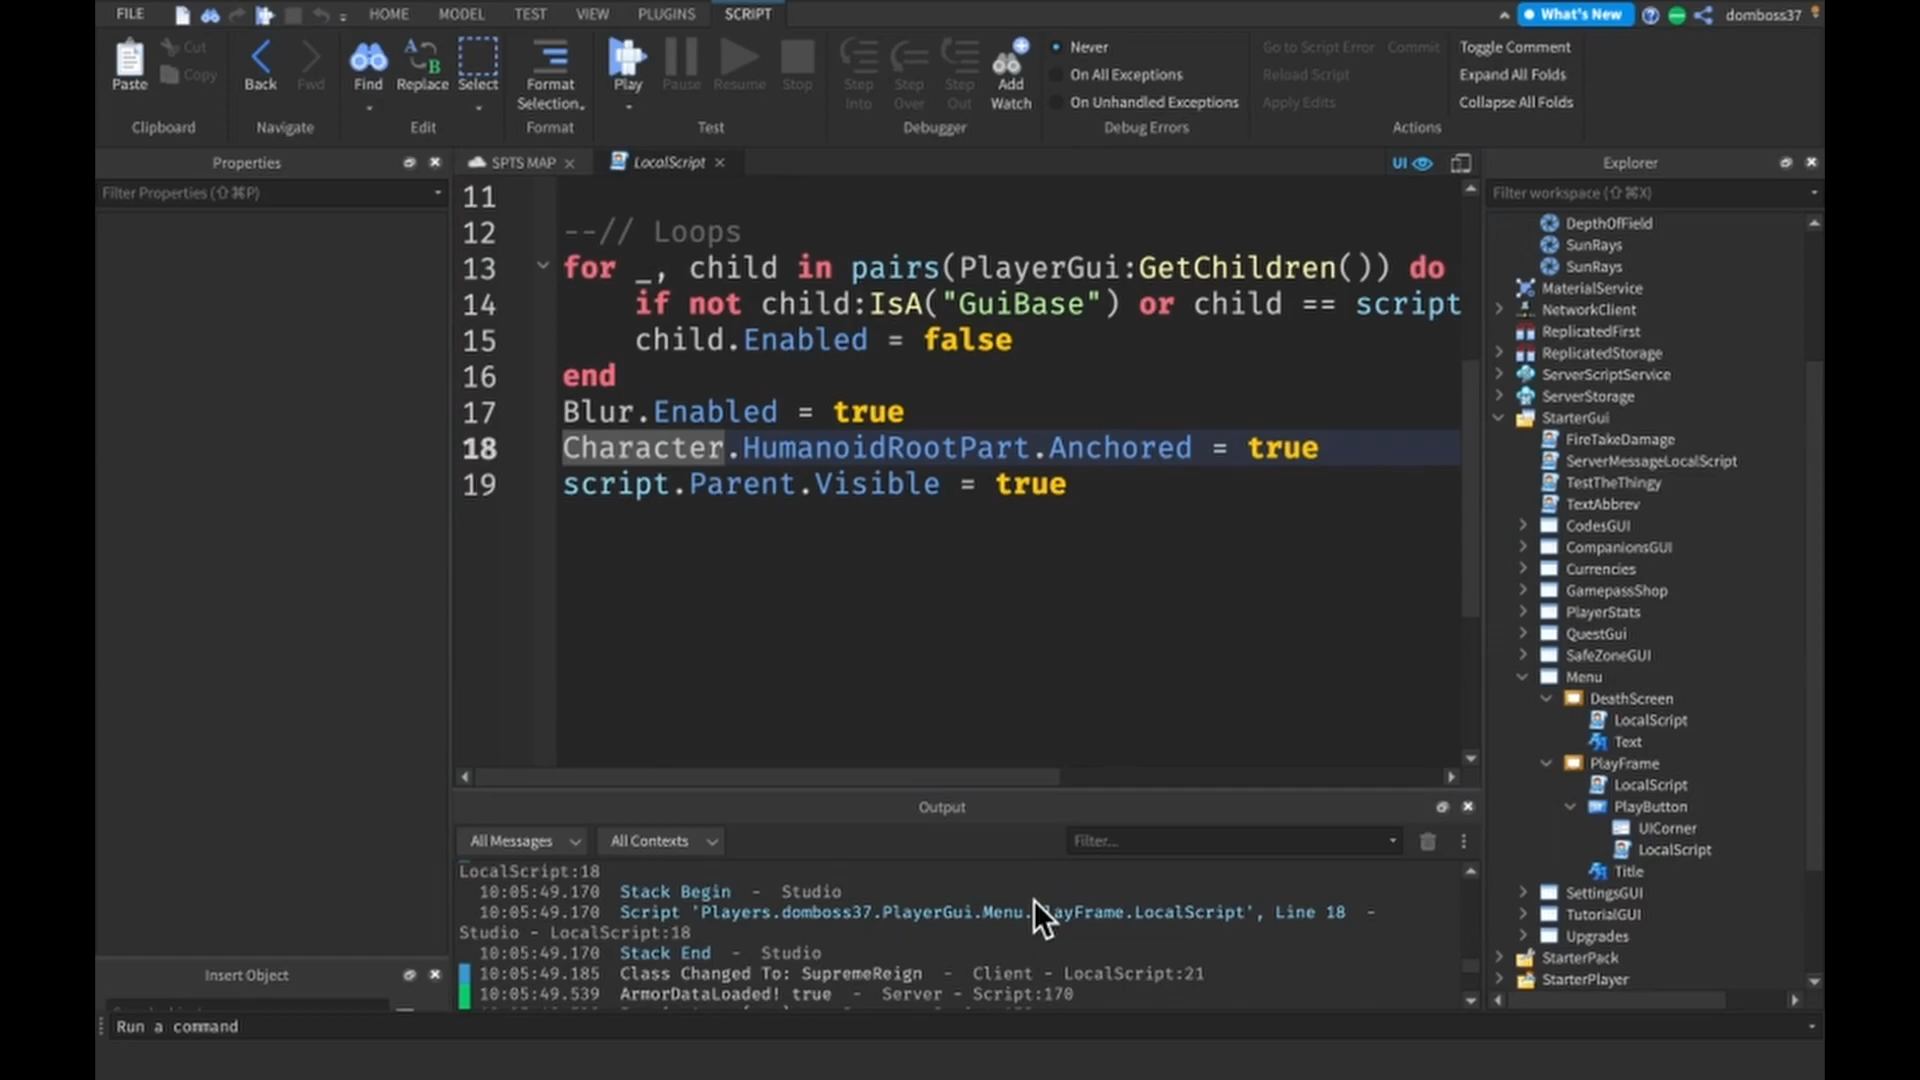 FILE
HOME
MODEL
TEST
VIEW
PLUGINS
SCRIPT
What's New
domboss37
Paste
Cut
Copy
Clipboard
Back
Fwd
Navigate
Find
Replace
Select
Edit
Format
Selection
Format
Play
Pause
Resume
Stop
Test
Step
Into
Step
Over
Step
Out
Add
Watch
Debugger
Never
On All Exceptions
On Unhandled Exceptions
Debug Errors
Go to Script Error
Commit
Reload Script
Apply Edits
Toggle Comment
Expand All Folds
Collapse All Folds
Actions
Properties
Filter Properties (⇧⌘P)
SPTS MAP
LocalScript
UI
11
12 --// Loops
13 for _, child in pairs(PlayerGui:GetChildren()) do
14 if not child:IsA("GuiBase") or child == script
15 child.Enabled = false
16 end
17 Blur.Enabled = true
18 Character.HumanoidRootPart.Anchored = true
19 script.Parent.Visible = true
Output
All Messages
All Contexts
Filter...
LocalScript:18
10:05:49.170 Stack Begin - Studio
10:05:49.170 Script 'Players.domboss37.PlayerGui.Menu.PlayFrame.LocalScript', Line 18 -
Studio - LocalScript:18
10:05:49.170 Stack End - Studio
10:05:49.185 Class Changed To: SupremeReign - Client - LocalScript:21
10:05:49.539 ArmorDataLoaded! true - Server - Script:170
Explorer
Filter workspace (⇧⌘X)
DepthOfField
SunRays
SunRays
MaterialService
NetworkClient
ReplicatedFirst
ReplicatedStorage
ServerScriptService
ServerStorage
StarterGui
FireTakeDamage
ServerMessageLocalScript
TestTheThingy
TextAbbrev
CodesGUI
CompanionsGUI
Currencies
GamepassShop
PlayerStats
QuestGui
SafeZoneGUI
Menu
DeathScreen
LocalScript
Text
PlayFrame
LocalScript
PlayButton
UICorner
LocalScript
Title
SettingsGUI
TutorialGUI
Upgrades
StarterPack
StarterPlayer
Insert Object
Run a command